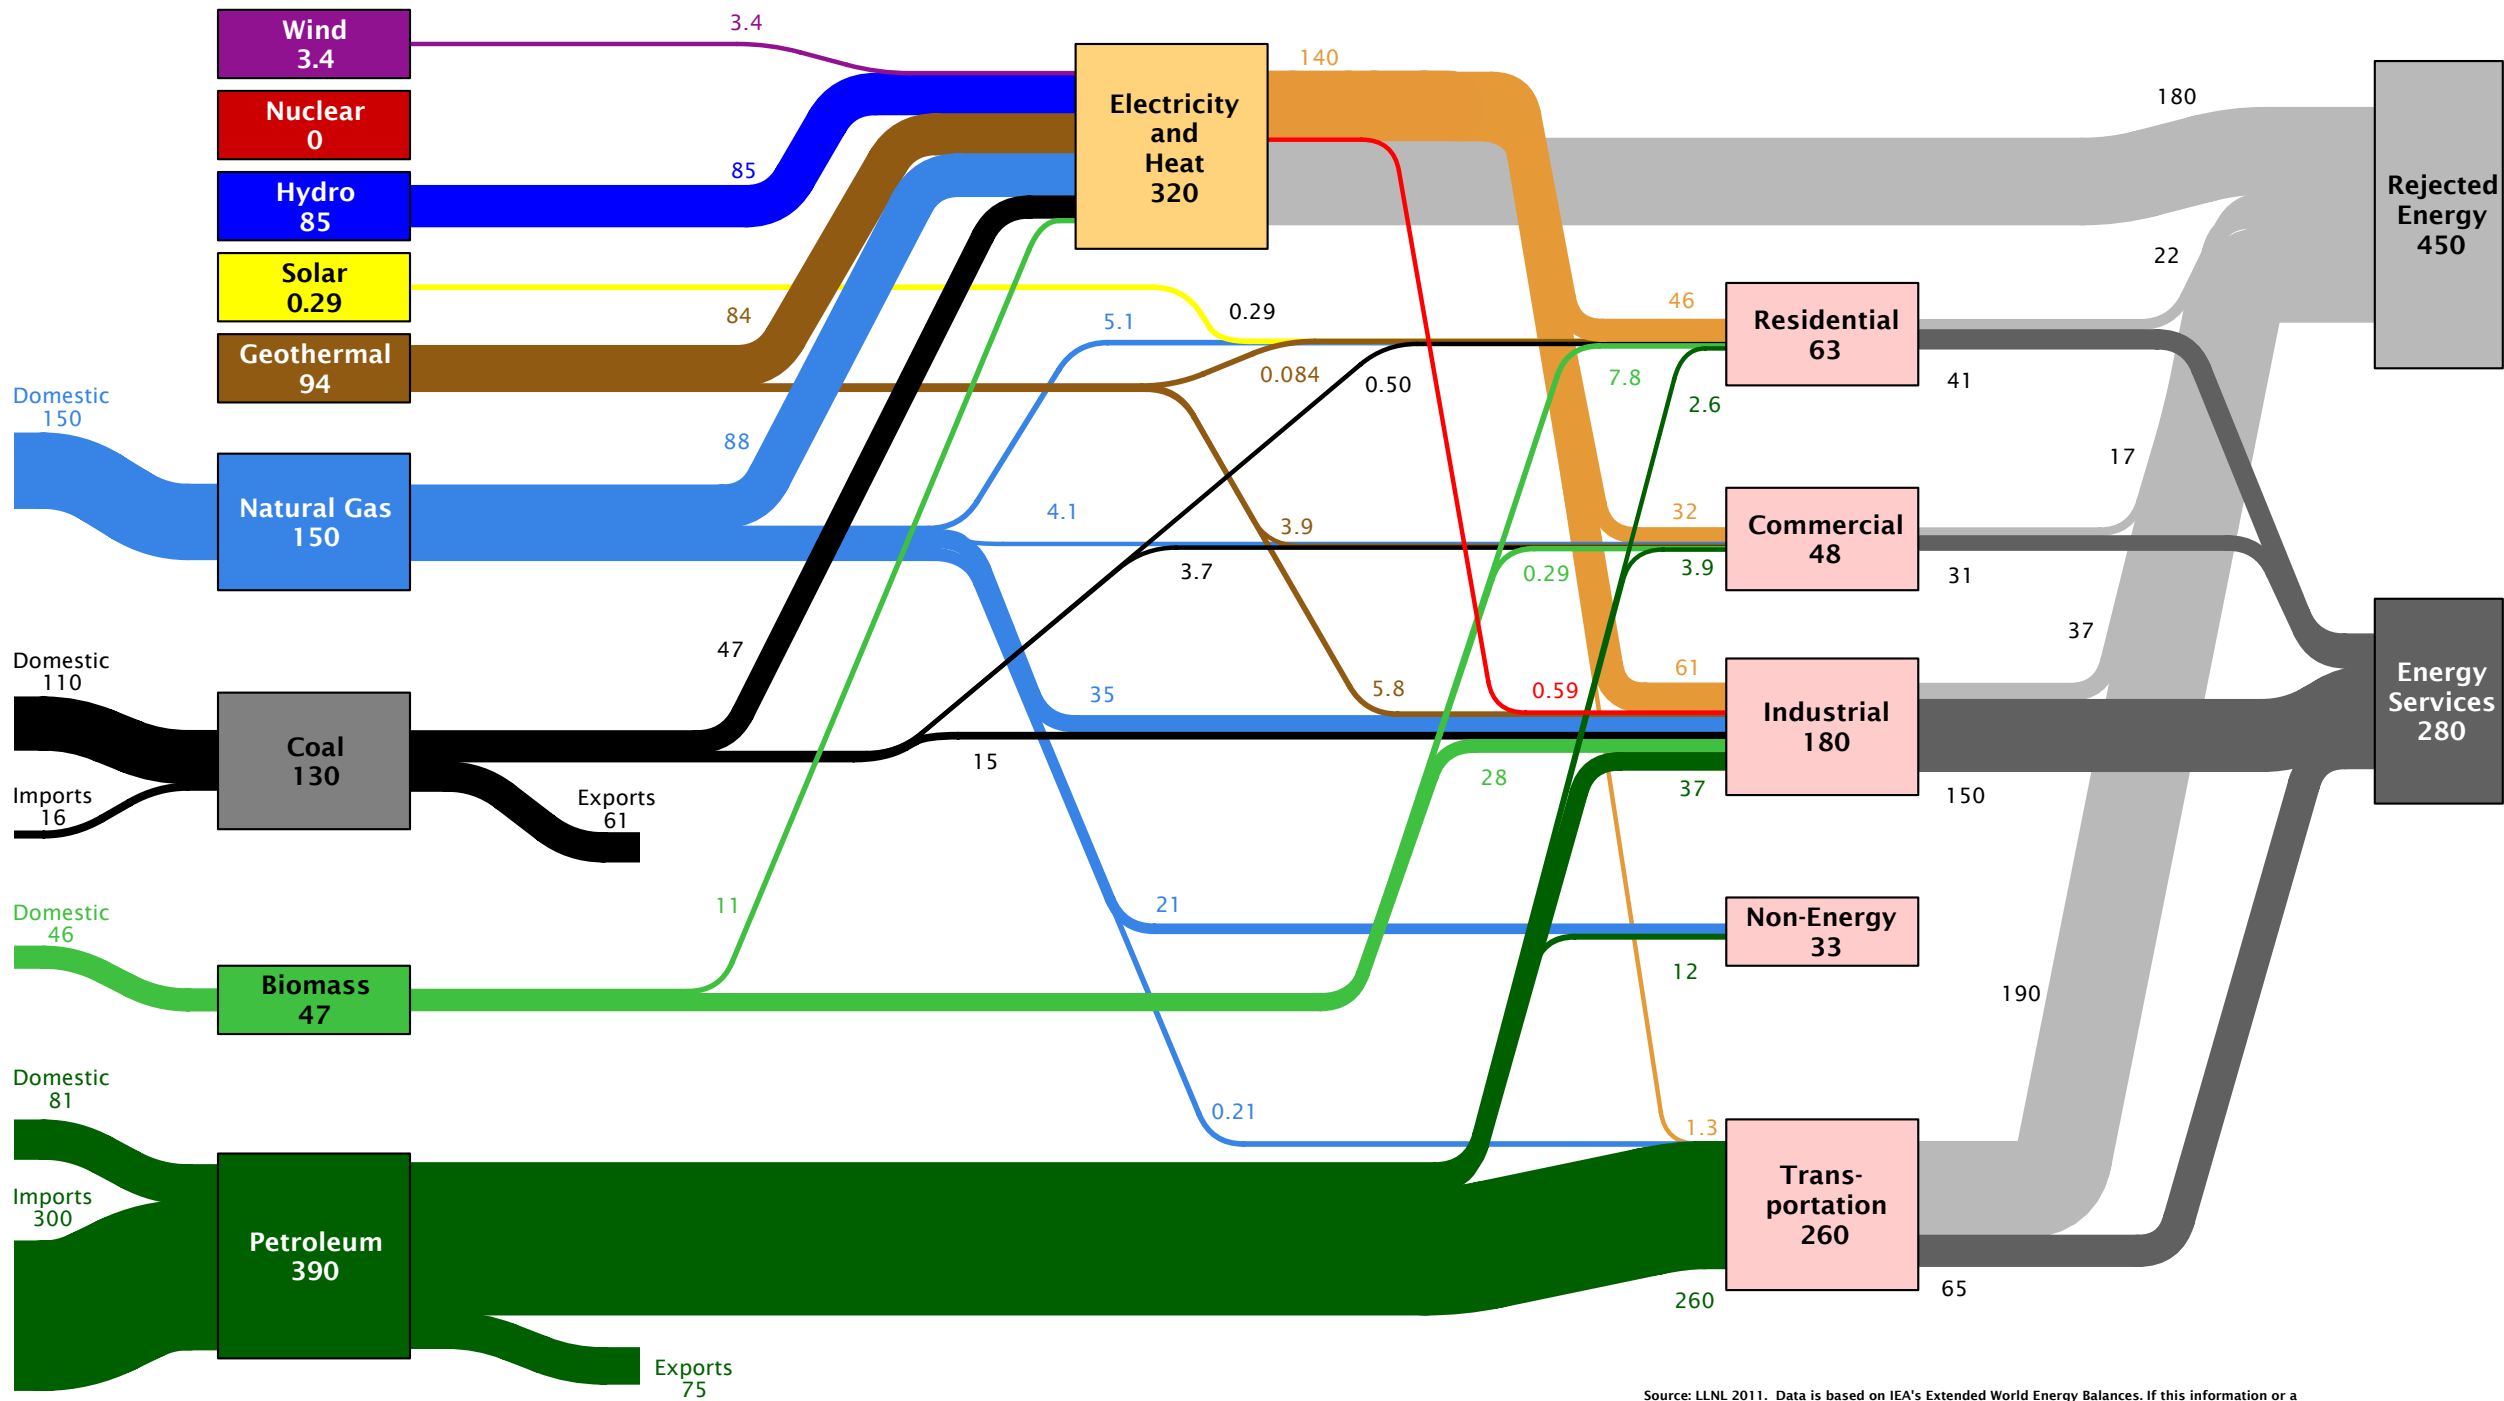 Wind
3.4
Nuclear
0
Hydro
85
Solar
0.29
Geothermal
94
Domestic
150
Natural Gas
150
Domestic
110
Imports
16
Coal
130
Exports
61
Domestic
46
Biomass
47
Domestic
81
Imports
300
Petroleum
390
Exports
75
3.4
85
84
88
47
11
Electricity
and
Heat
320
140
5.1
0.29
0.084
0.50
4.1
3.9
3.7
35
5.8
0.59
15
28
21
0.21
46
7.8
2.6
32
0.29
3.9
61
37
12
1.3
260
Residential
63
Commercial
48
Industrial
180
Non-Energy
33
Trans-
portation
260
180
22
41
17
31
37
150
190
65
Rejected
Energy
450
Energy
Services
280
Source: LLNL 2011. Data is based on IEA's Extended World Energy Balances. If this information or a